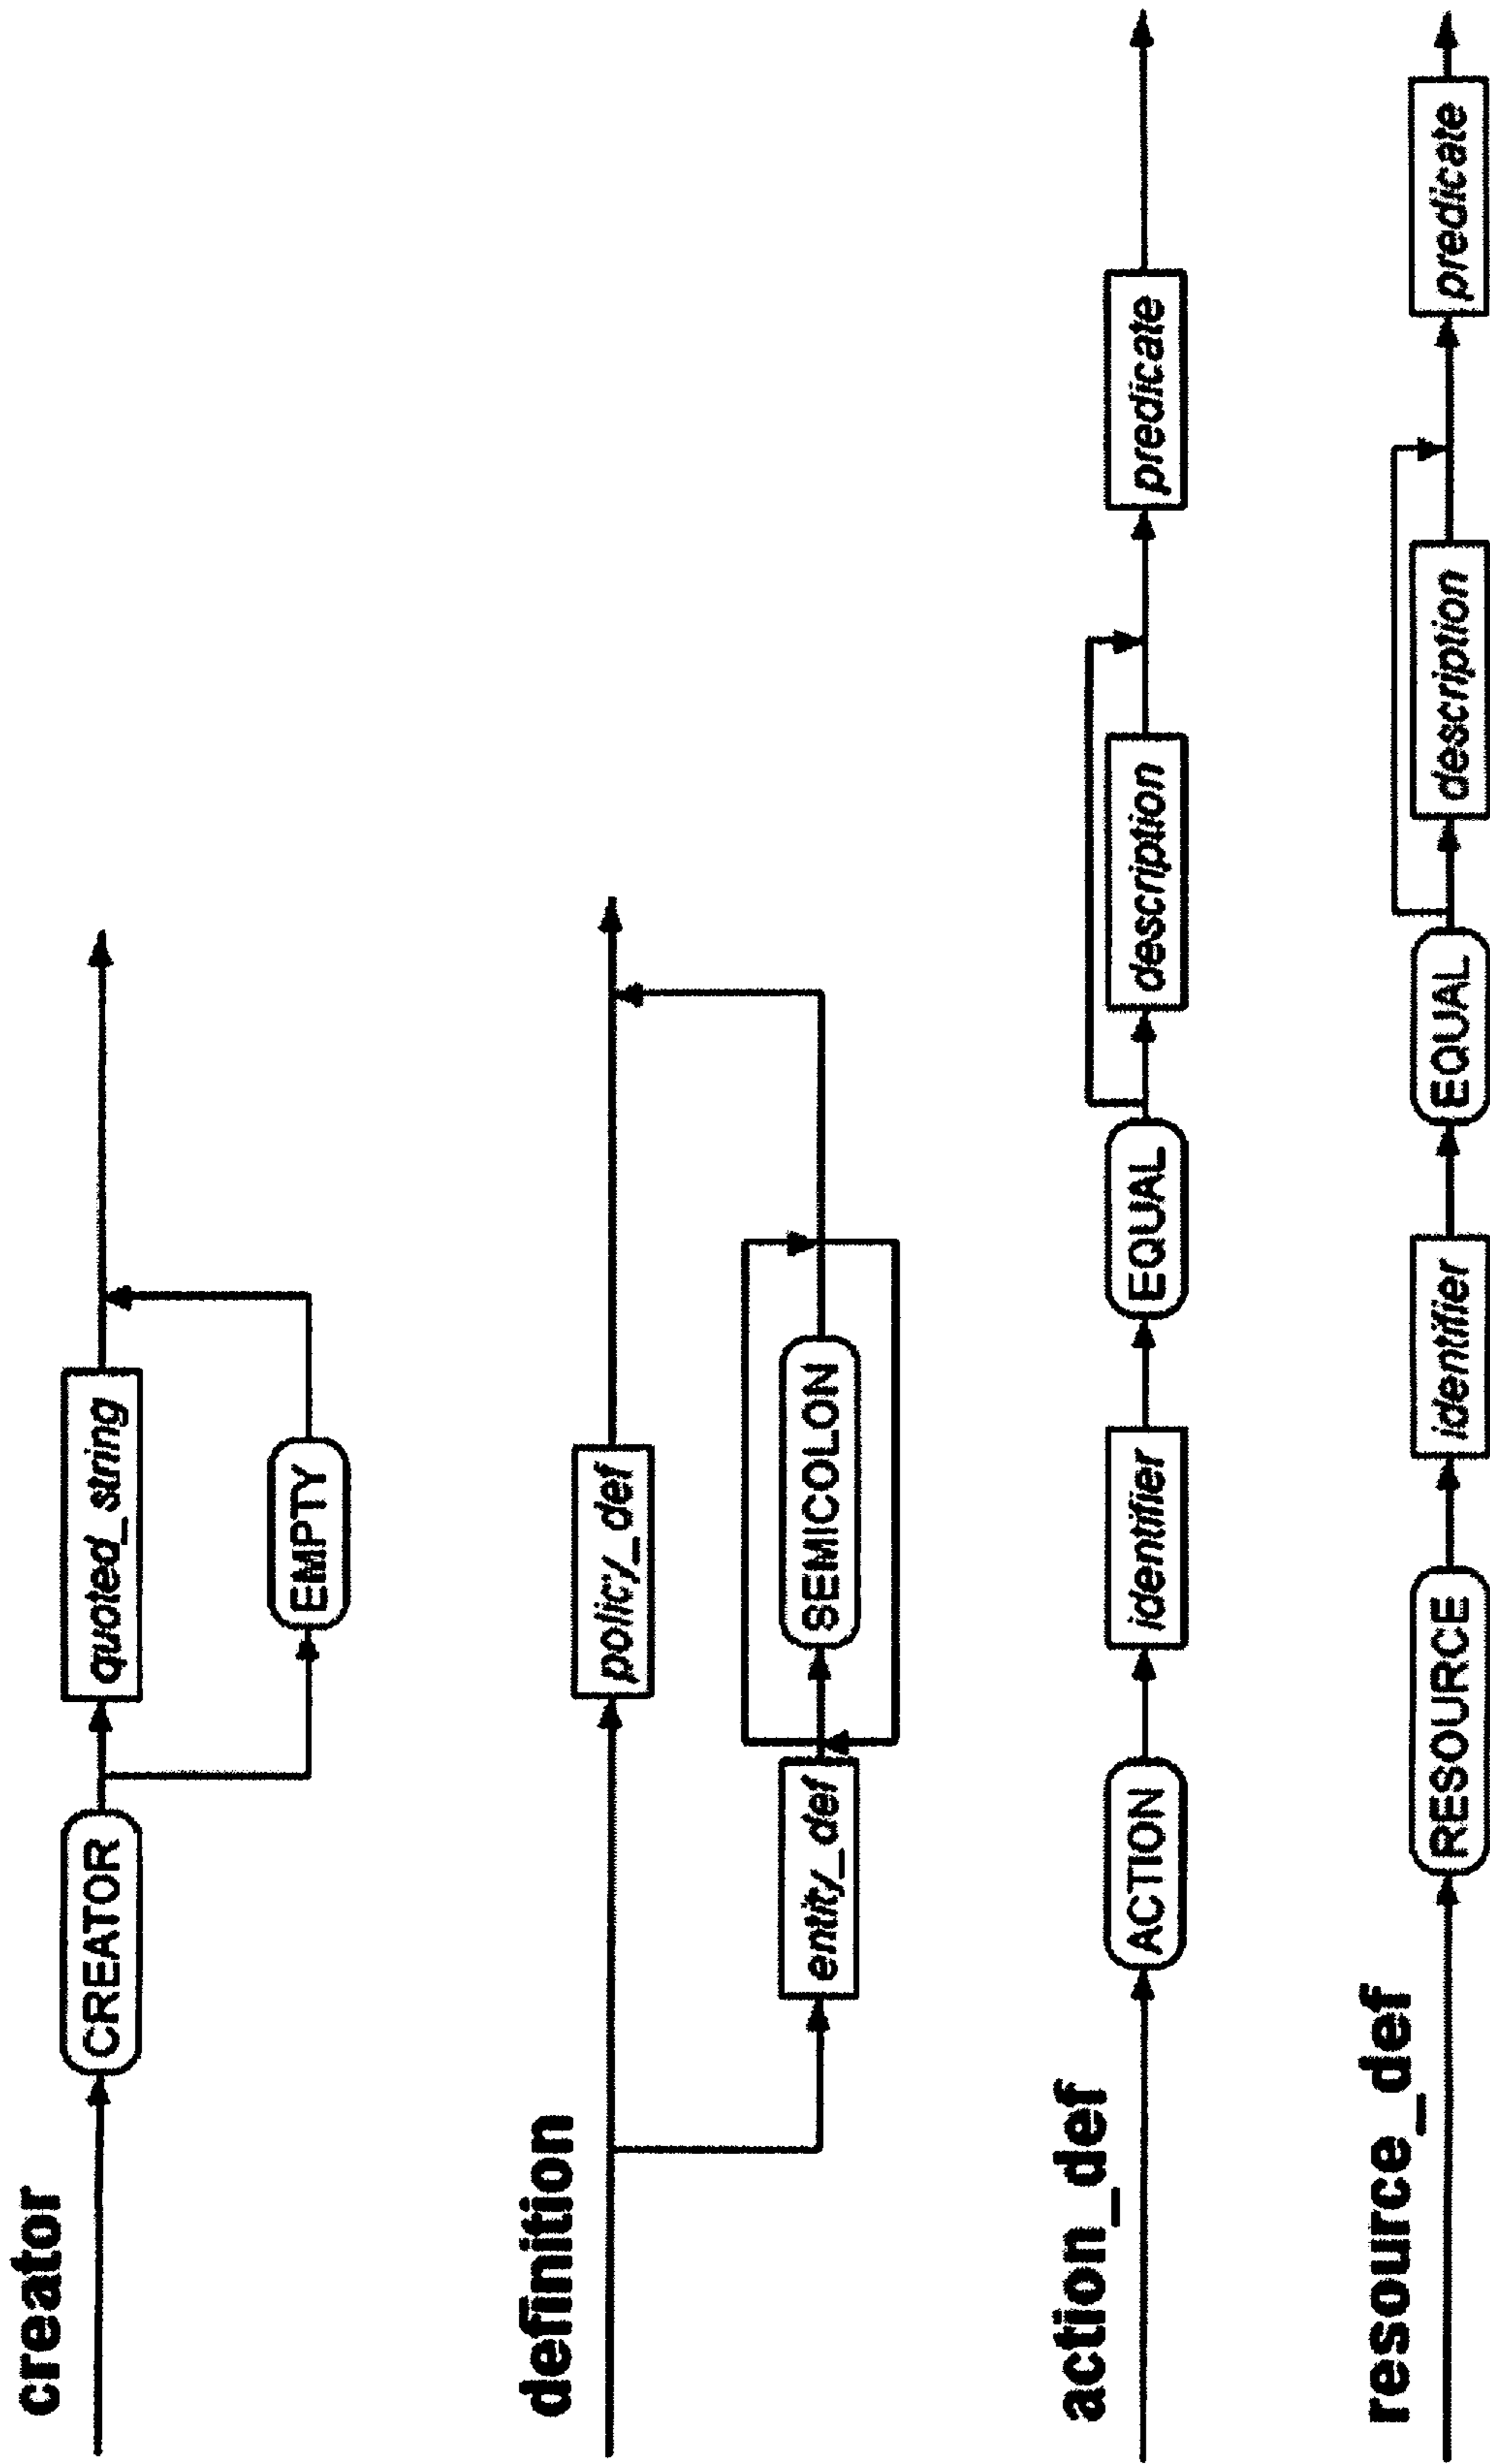 creator
CREATOR quoted_string
EMPTY
definition
policy_def
entity_def SEMICOLON
action_def
ACTION identifier EQUAL description predicate
resource_def
RESOURCE identifier EQUAL description predicate